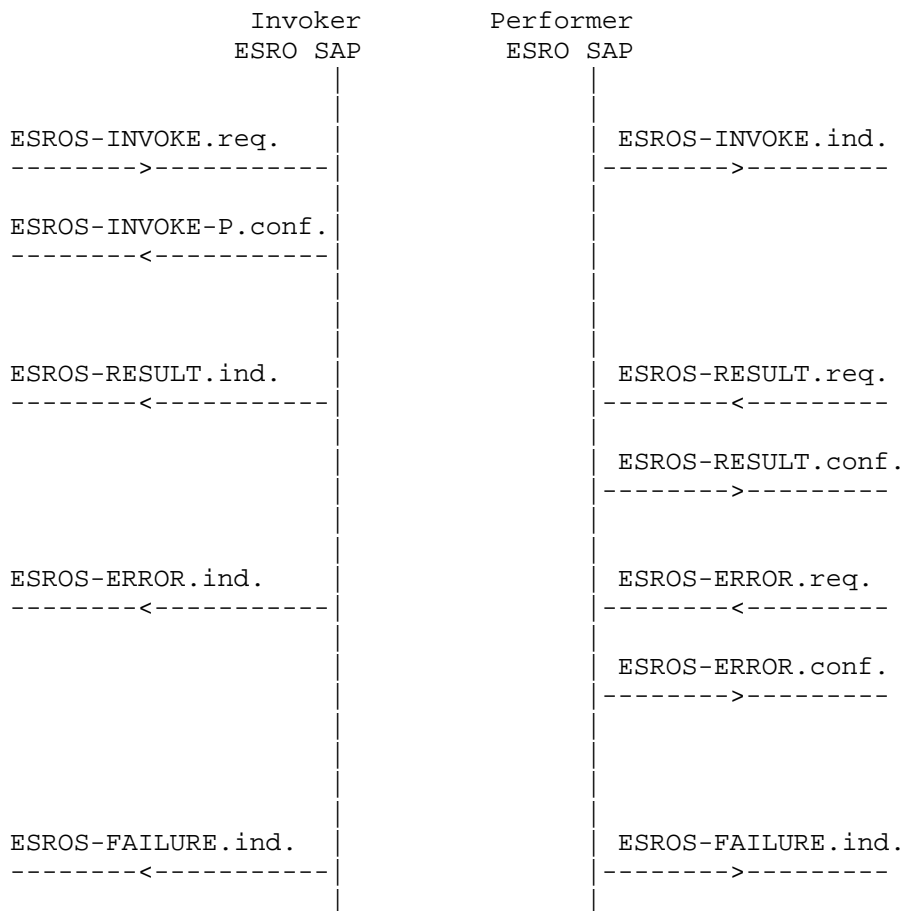 Invoker Performer
ESRO SAP ESRO SAP
ESROS-INVOKE.req. ESROS-INVOKE.ind.
ESROS-INVOKE-P.conf.
ESROS-RESULT.ind. ESROS-RESULT.req.
ESROS-RESULT.conf.
ESROS-ERROR.ind. ESROS-ERROR.req.
ESROS-ERROR.conf.
ESROS-FAILURE.ind. ESROS-FAILURE.ind.